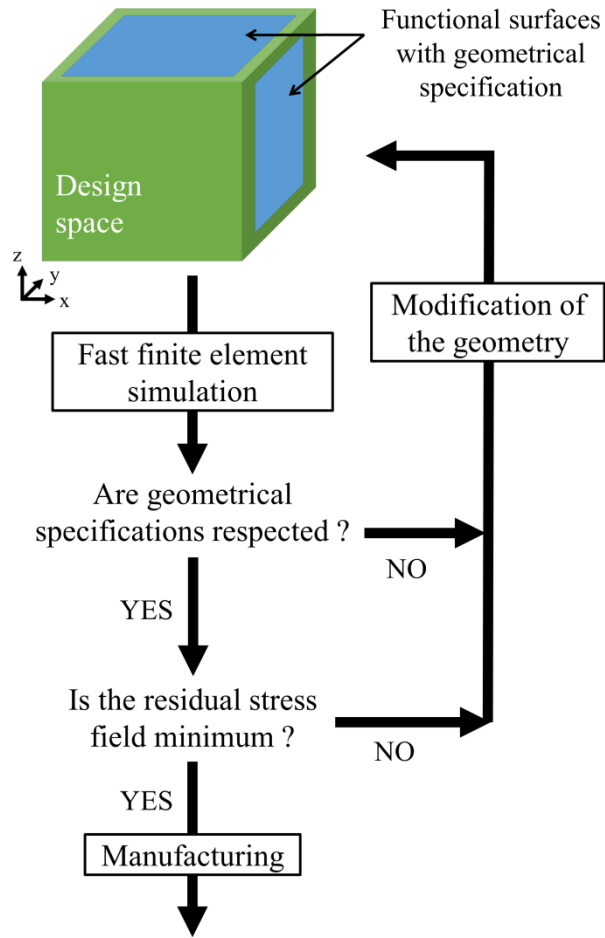 Functional surfaces
with geometrical
specification
Design
space
z
y
x
Modification of
the geometry
Fast finite element
simulation
Are geometrical
specifications respected ?
NO
YES
Is the residual stress
field minimum ?
NO
YES
Manufacturing